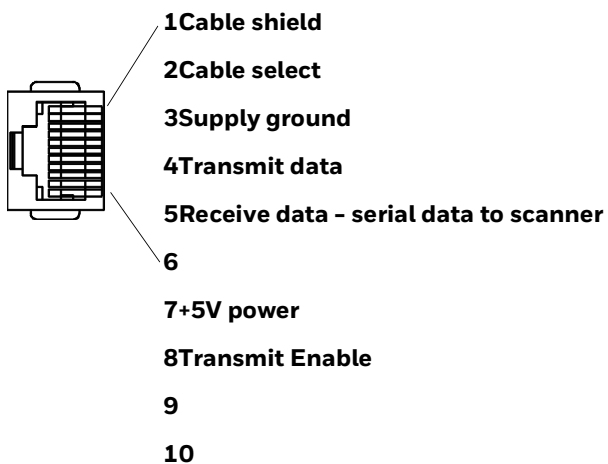 1Cable shield
2Cable select
3Supply ground
4Transmit data
5Receive data - serial data to scanner
6
7+5V power
8Transmit Enable
9
10